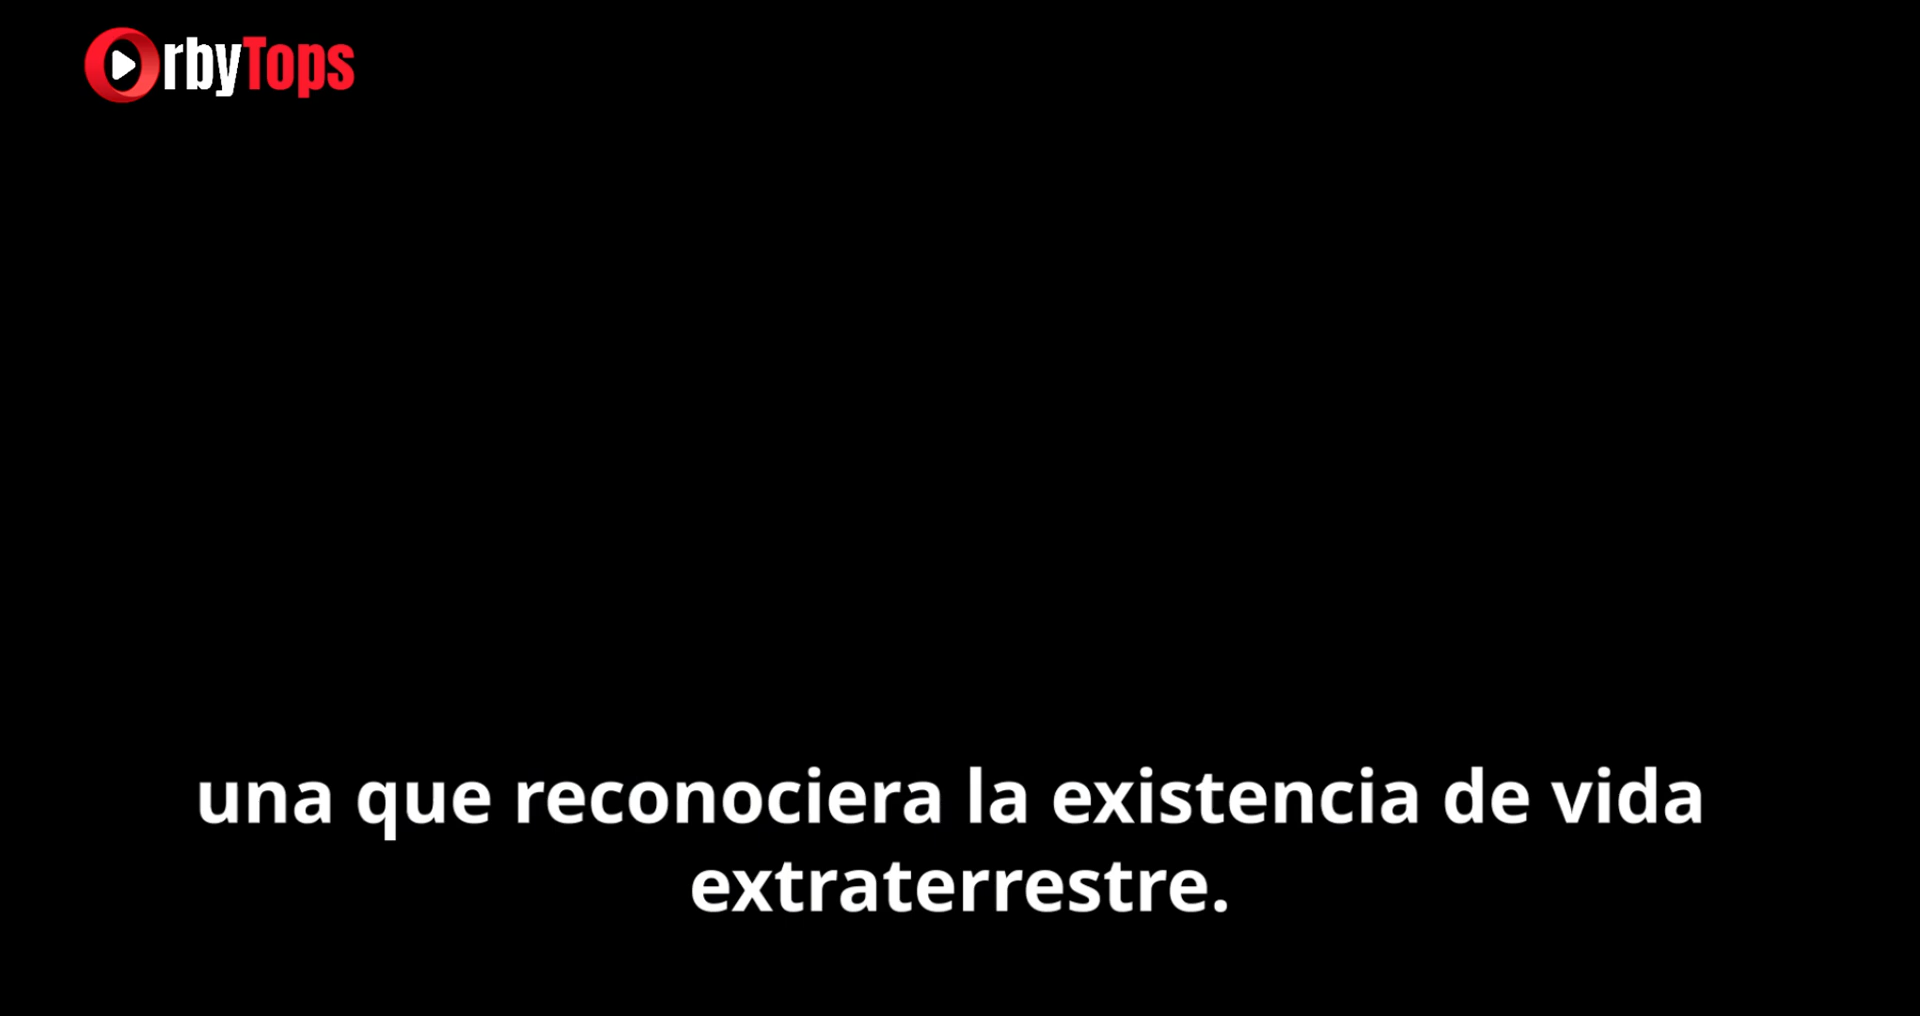 OrbyTops
una que reconociera la existencia de vida
extraterrestre.